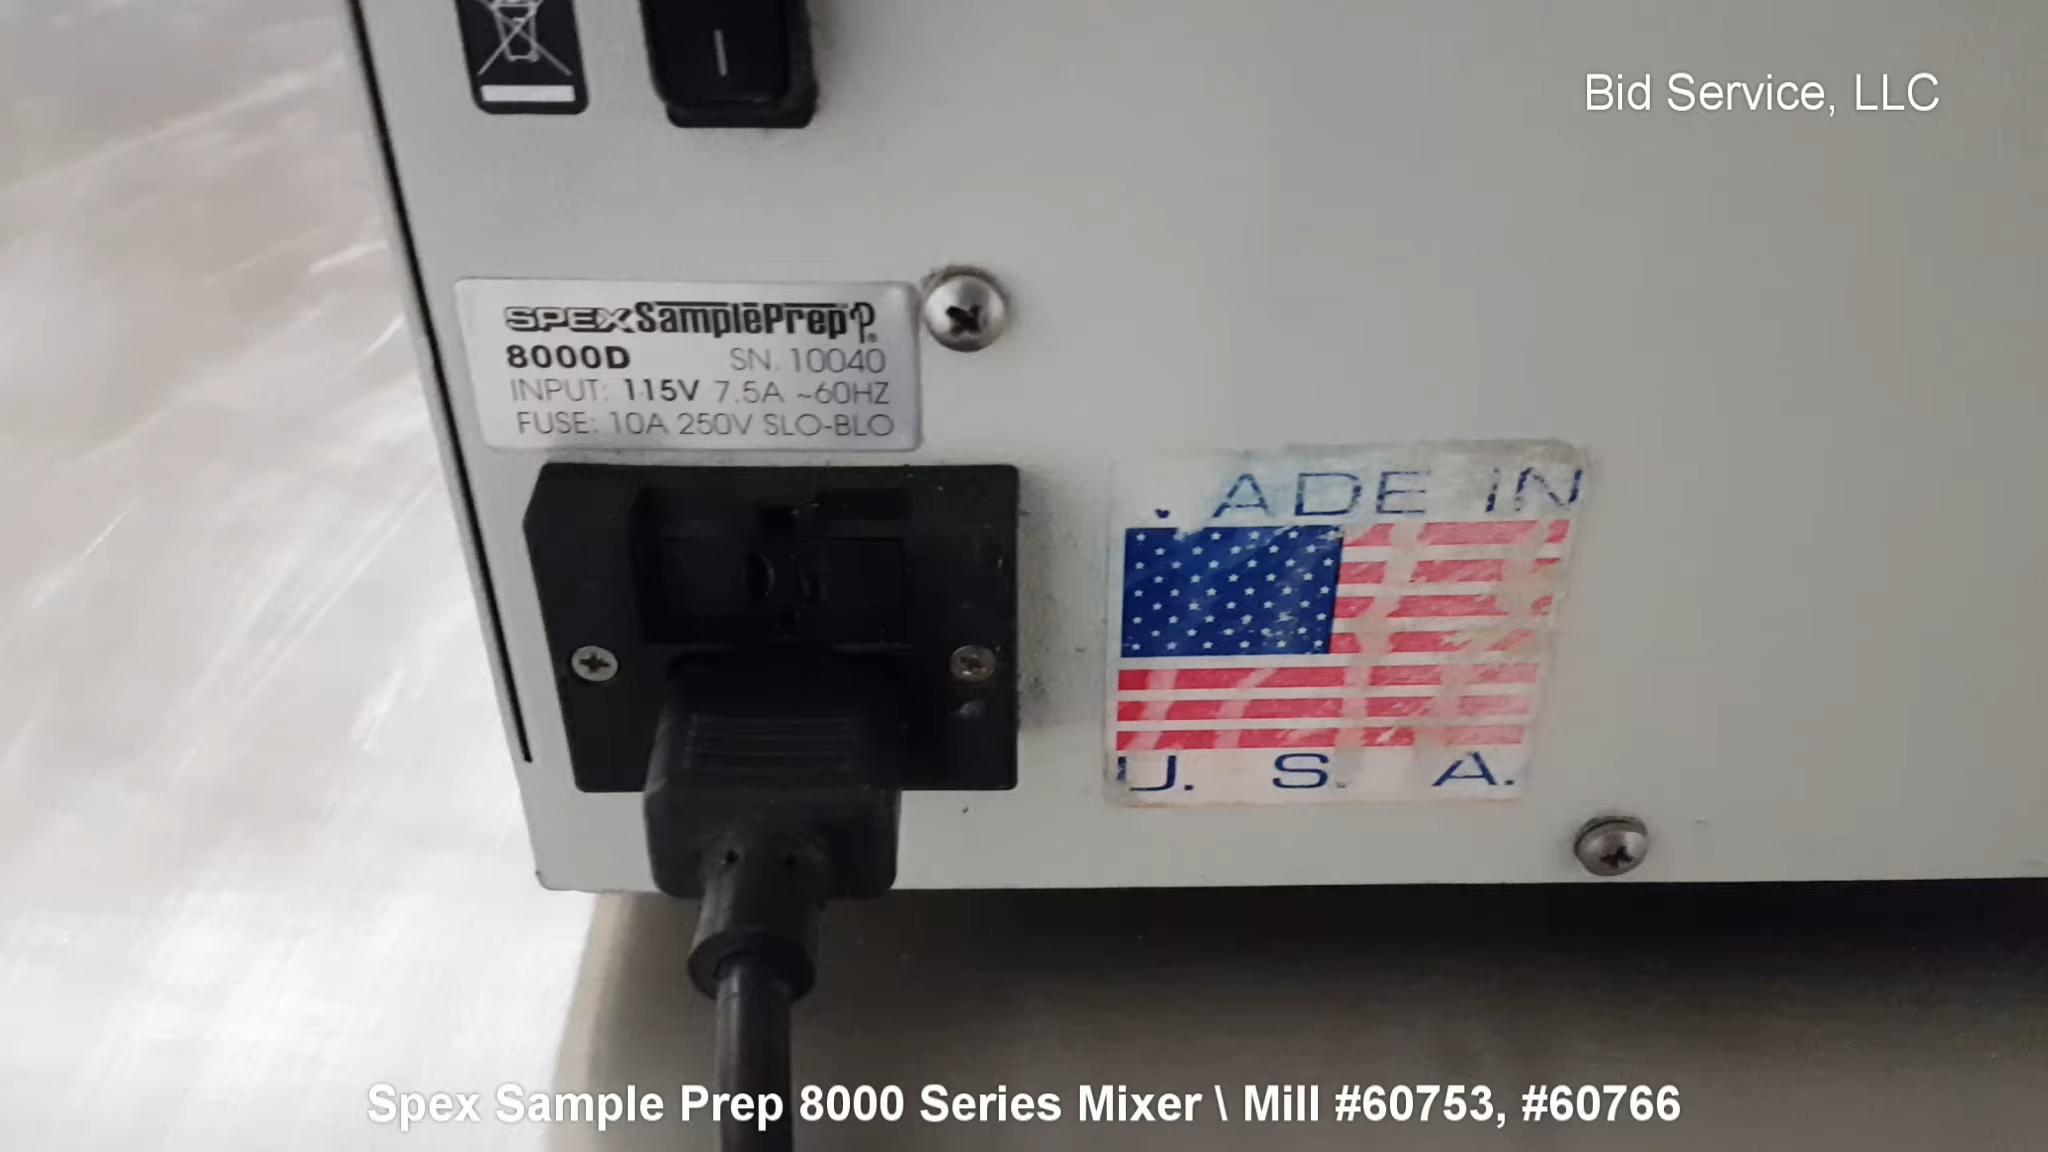 Bid Service, LLC
SPEX SamplePrep
8000D SN. 10040
INPUT: 115V 7.5A ~60HZ
FUSE: 10A 250V SLO-BLO
ADE IN
U. S. A.
Spex Sample Prep 8000 Series Mixer \ Mill #60753, #60766